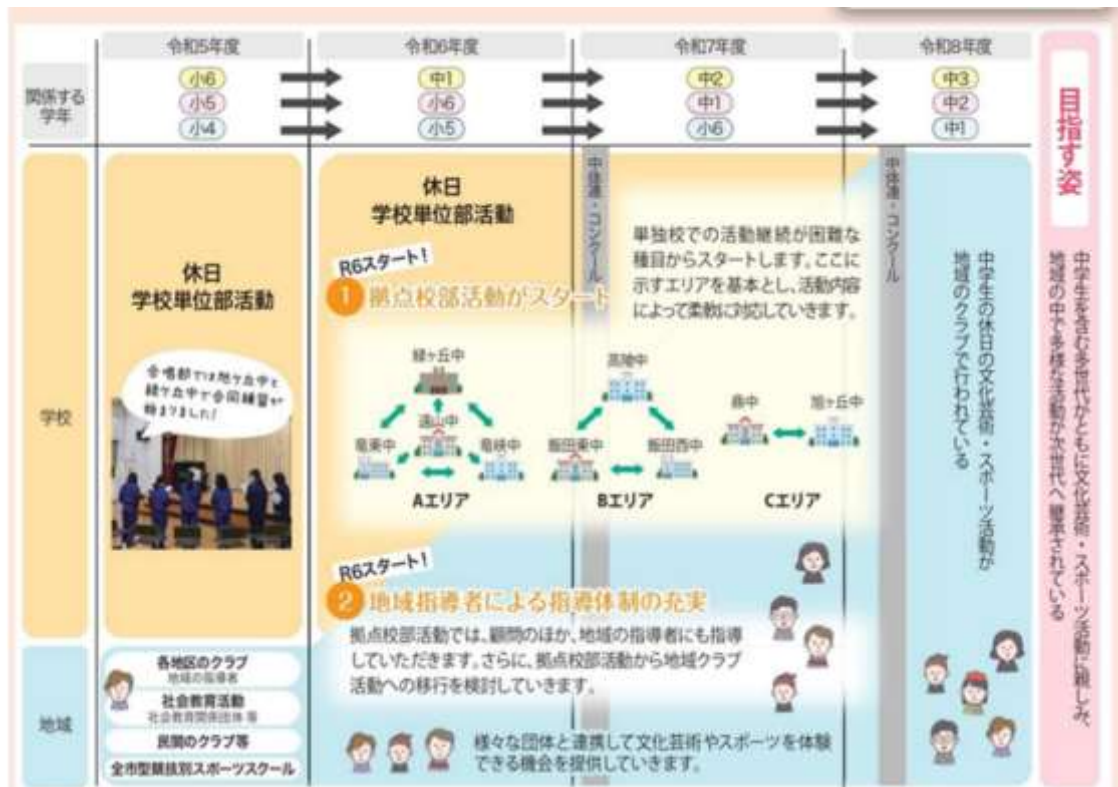 令和5年度
令和6年度
令和7年度
令和8年度
関係する
学年
小6
中1
中2
中3
小5
小6
中1
中2
小4
小5
小6
中1
学校
休日
学校単位部活動
合唱部では旭ヶ丘中と
緑ヶ丘中で合同練習が
始まりました!
休日
学校単位部活動
R6スタート!
1 拠点校部活動がスタート
単独校での活動継続が困難な
種目からスタートします。ここに
示すエリアを基本とし、活動内容
によって柔軟に対応していきます。
緑ヶ丘中
遠山中
竜東中
竜峡中
Aエリア
高陵中
飯田東中
飯田西中
Bエリア
鼎中
旭ヶ丘中
Cエリア
中体連・コンクール
中体連・コンクール
R6スタート!
2 地域指導者による指導体制の充実
拠点校部活動では、顧問のほか、地域の指導者にも指導
していただきます。さらに、拠点校部活動から地域クラブ
活動への移行を検討していきます。
様々な団体と連携して文化芸術やスポーツを体験
できる機会を提供していきます。
地域
各地区のクラブ
地域の指導者
社会教育活動
社会教育関係団体 等
民間のクラブ等
全市型競技別スポーツスクール
中学生の休日の文化芸術・スポーツ活動が
地域のクラブで行われている
目指す姿
中学生を含む多世代がともに文化芸術・スポーツ活動に親しみ、
地域の中で多様な活動が次世代へ継承されている